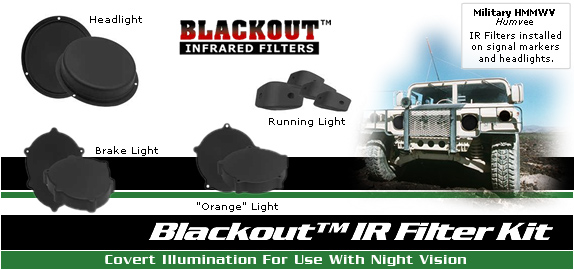 Headlight
BLACKOUT™
INFRARED FILTERS
Military HMMWV
Humvee
IR Filters installed
on signal markers
and headlights.
Running Light
Brake Light
"Orange" Light
Blackout™ IR Filter Kit
Covert Illumination For Use With Night Vision